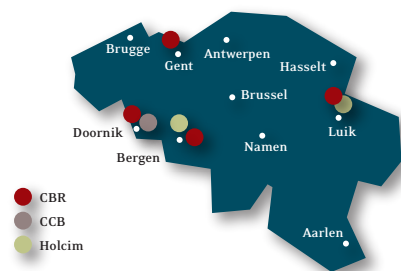 Brugge
Gent
Antwerpen
Hasselt
Brussel
Doornik
Bergen
Namen
Luik
CBR
CCB
Holcim
Aarlen